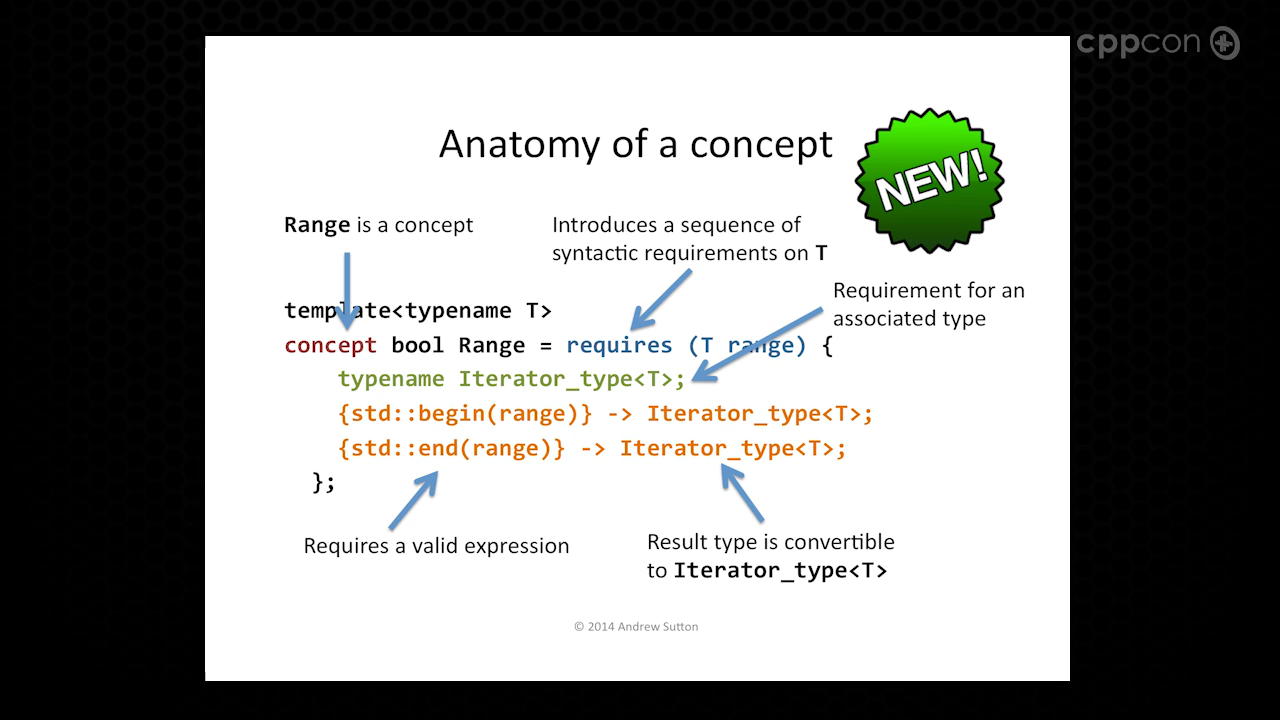 cppcon
Anatomy of a concept
NEW!
Range is a concept
Introduces a sequence of
syntactic requirements on T
Requirement for an
associated type
template<typename T>
concept bool Range = requires (T range) {
typename Iterator_type<T>;
{std::begin(range)} -> Iterator_type<T>;
{std::end(range)} -> Iterator_type<T>;
};
Requires a valid expression
Result type is convertible
to Iterator_type<T>
© 2014 Andrew Sutton